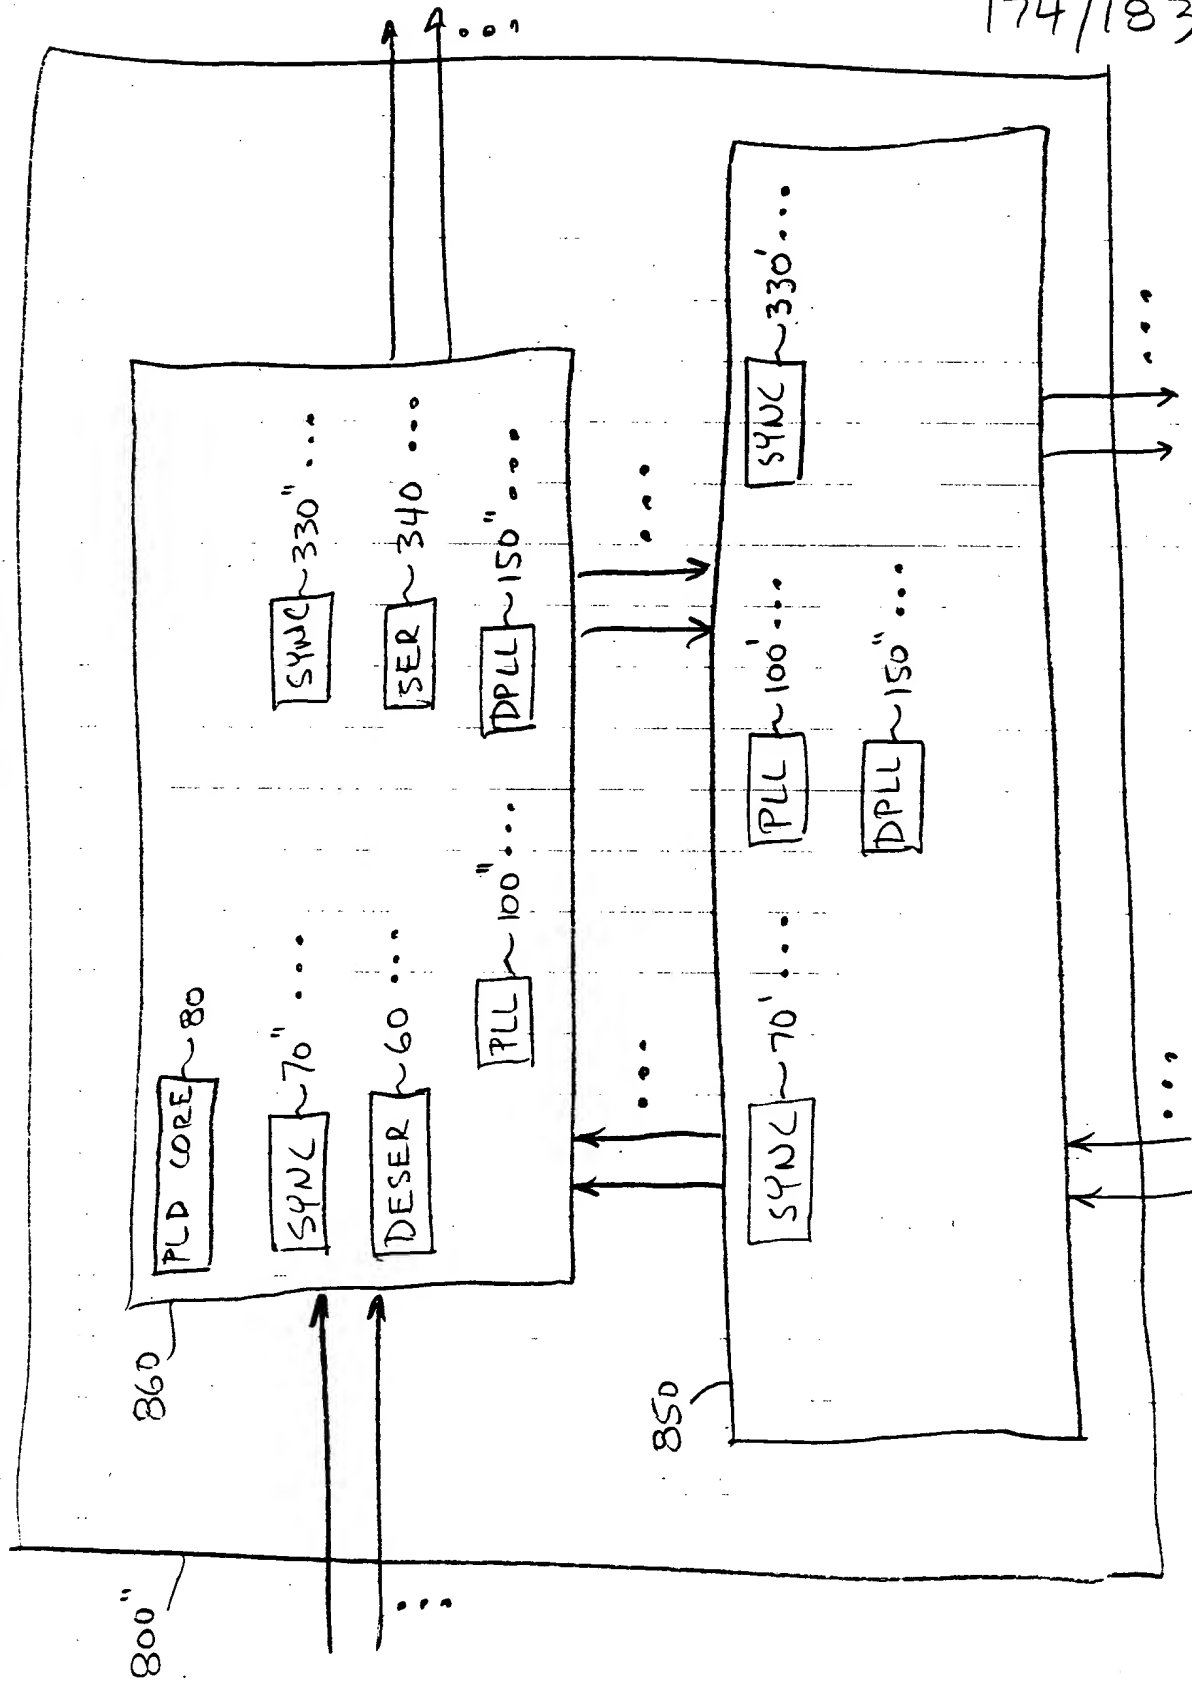 174/183
800"
860
PLD CORE ~80
SYNC ~70" ...
SYNC ~330" ...
DESER ~60 ...
SER ~340 ...
PLL ~100" ...
DPLL ~150" ...
...
...
850
SYNC ~70' ...
PLL ~100' ...
SYNC ~330' ...
DPLL ~150" ...